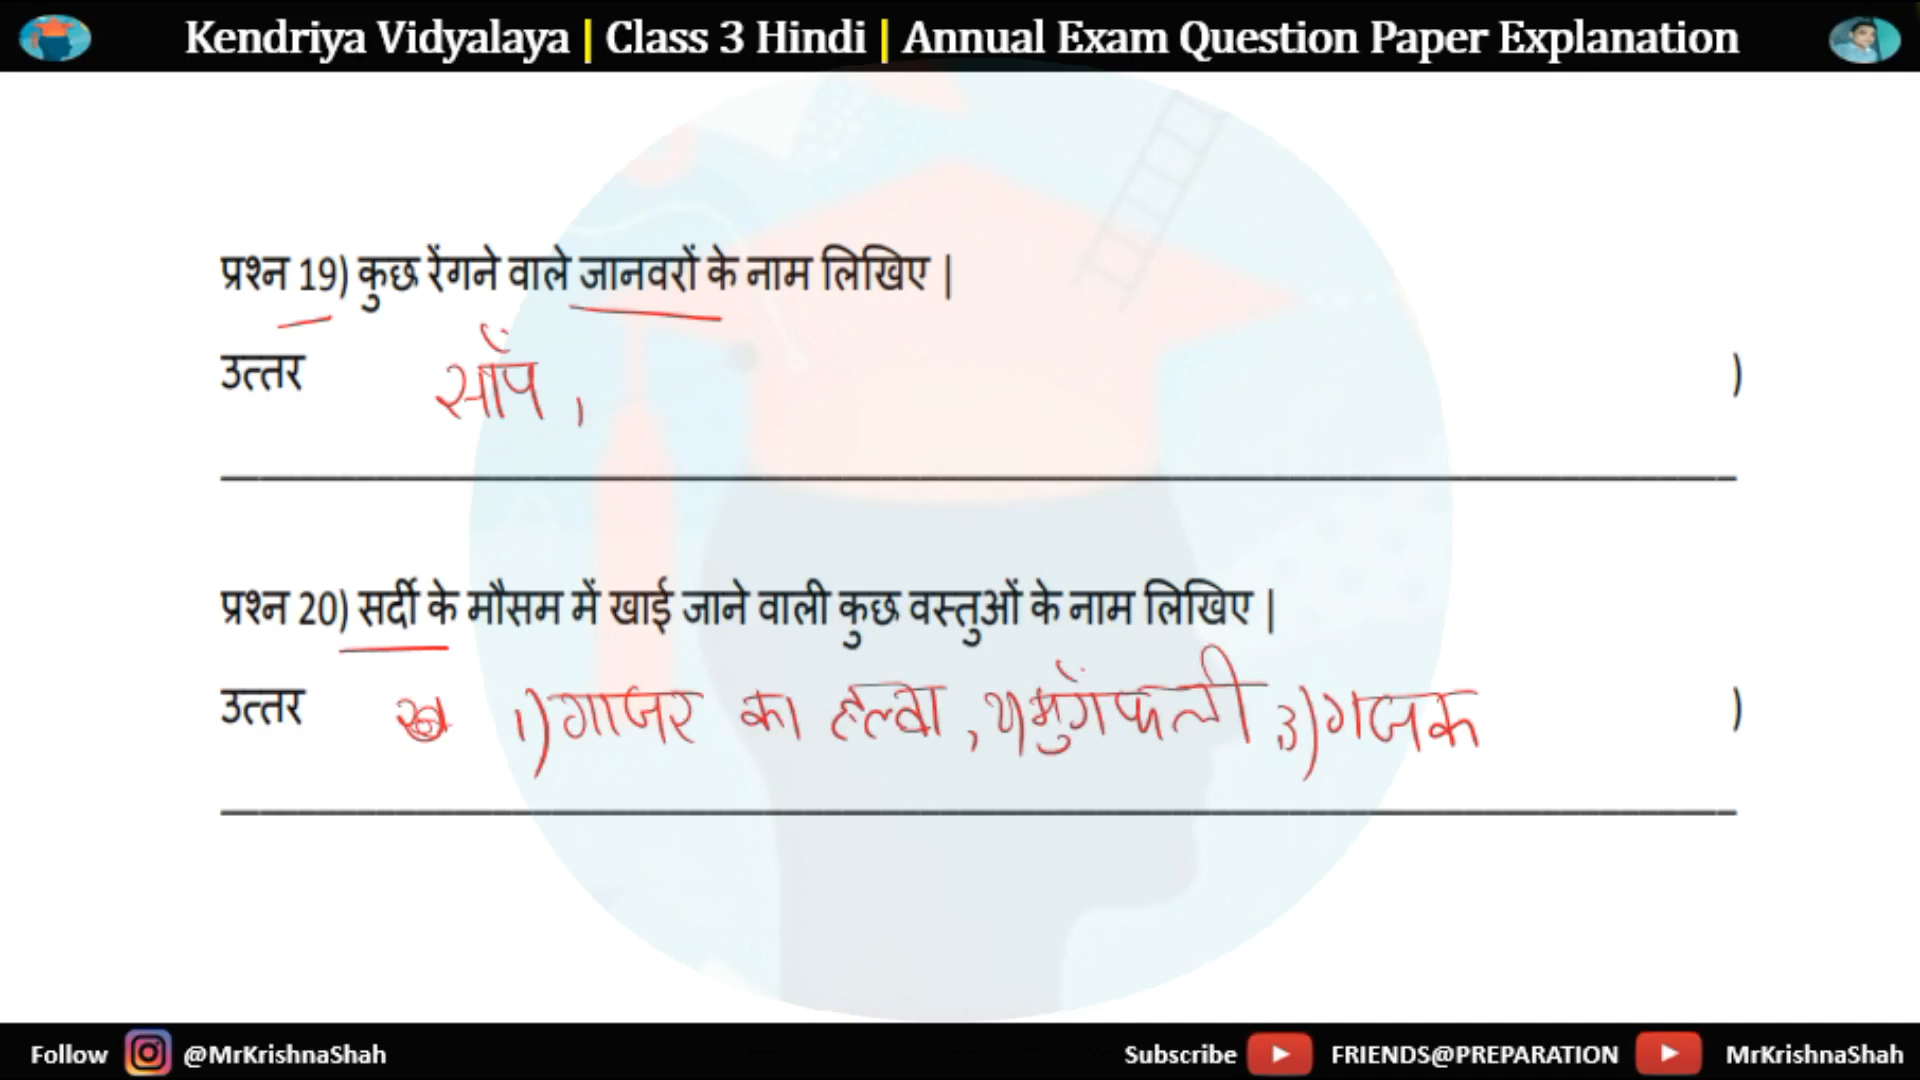 Kendriya Vidyalaya | Class 3 Hindi | Annual Exam Question Paper Explanation
प्रश्न 19) कुछ रेंगने वाले जानवरों के नाम लिखिए |
उत्तर साँप , )
प्रश्न 20) सर्दी के मौसम में खाई जाने वाली कुछ वस्तुओं के नाम लिखिए |
उत्तर 1) गाजर का हल्वा , 2) मुंगफली 3) गजक )
Follow @MrKrishnaShah Subscribe FRIENDS@PREPARATION MrKrishnaShah